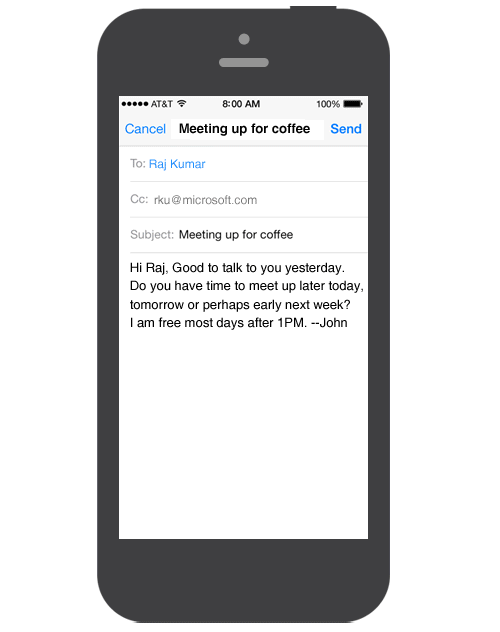 AT&T 8:00 AM 100%
Cancel Meeting up for coffee Send
To: Raj Kumar
Cc: rku@microsoft.com
Subject: Meeting up for coffee
Hi Raj, Good to talk to you yesterday.
Do you have time to meet up later today,
tomorrow or perhaps early next week?
I am free most days after 1PM. --John